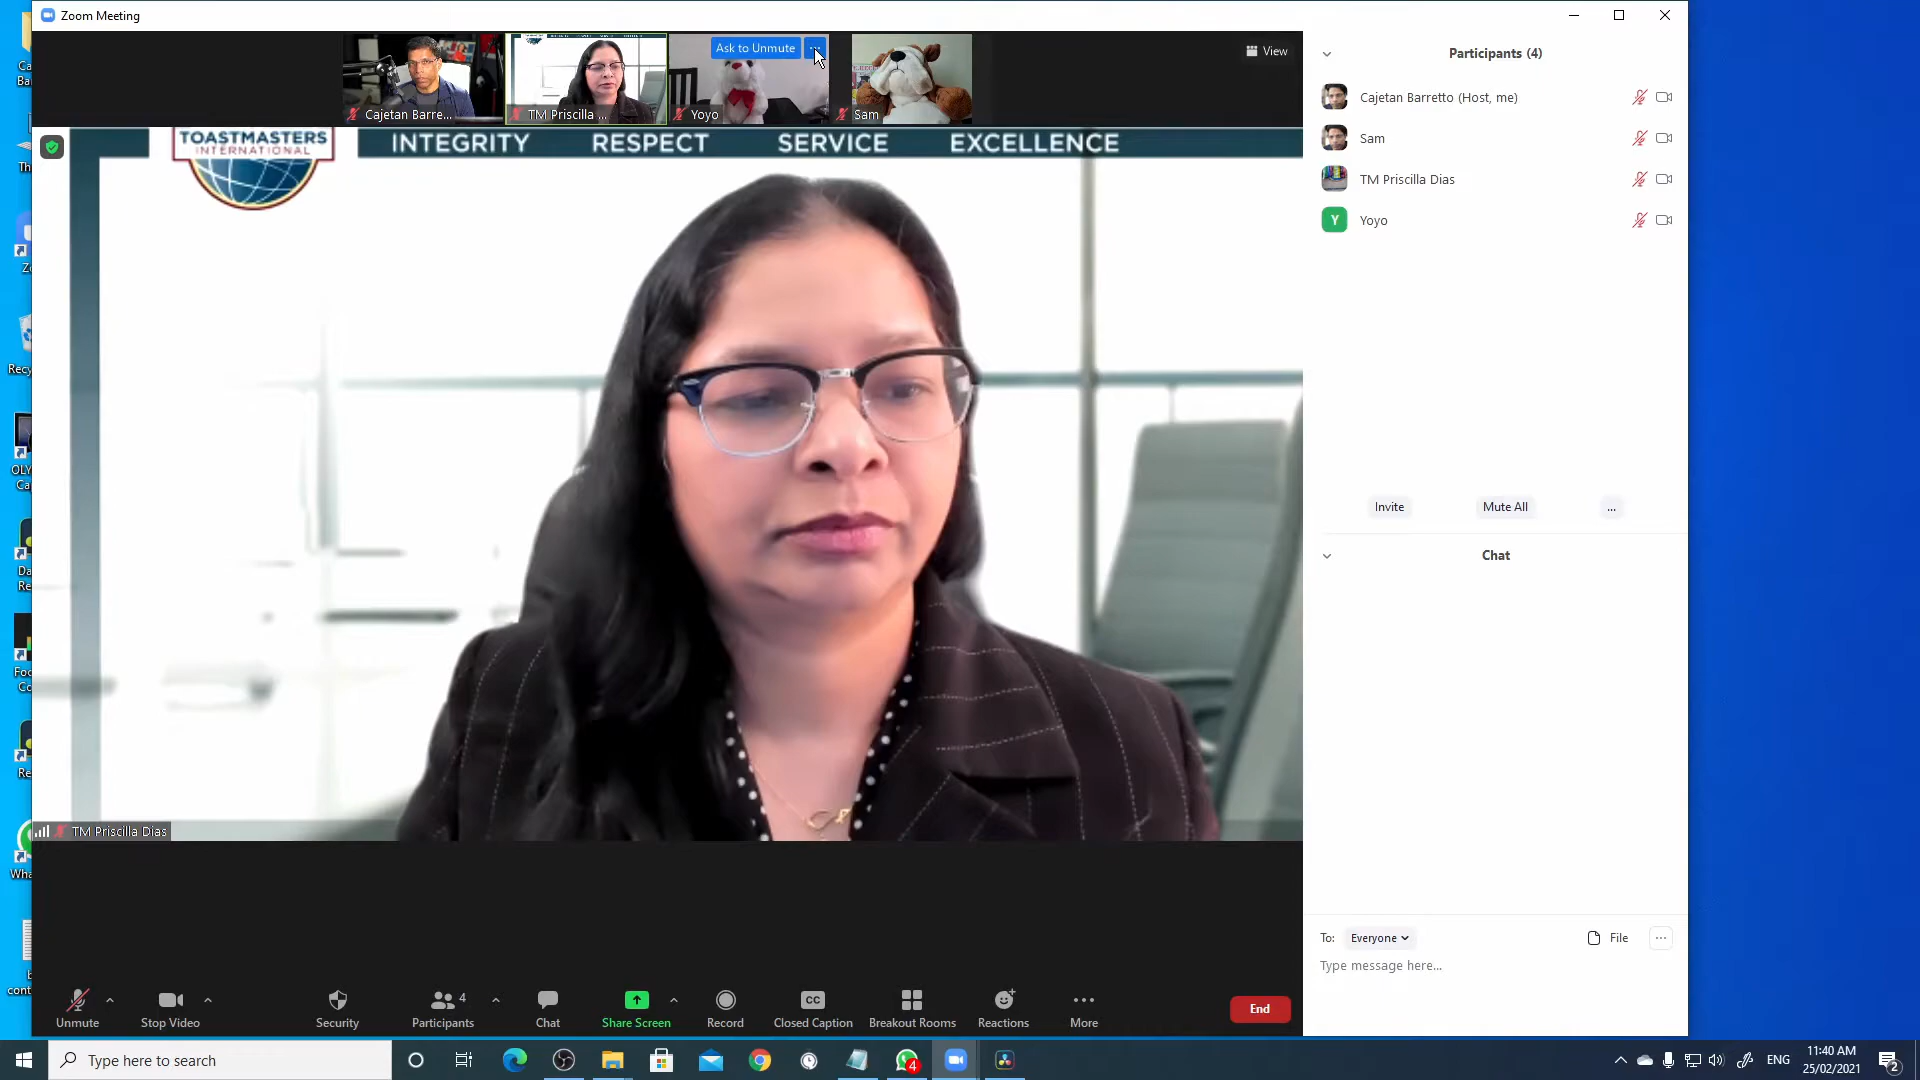 Zoom Meeting
Ask to Unmute
...
View
Cajetan Barre...
TM Priscilla ...
Yoyo
Sam
TOASTMASTERS
INTERNATIONAL
INTEGRITY RESPECT SERVICE EXCELLENCE
TM Priscilla Dias
Participants (4)
Cajetan Barretto (Host, me)
Sam
TM Priscilla Dias
Y Yoyo
Invite Mute All ...
Chat
To: Everyone File ...
Type message here...
4
CC
Unmute Stop Video Security Participants Chat Share Screen Record Closed Caption Breakout Rooms Reactions More End
Type here to search
4
ENG
11:40 AM
25/02/2021
2